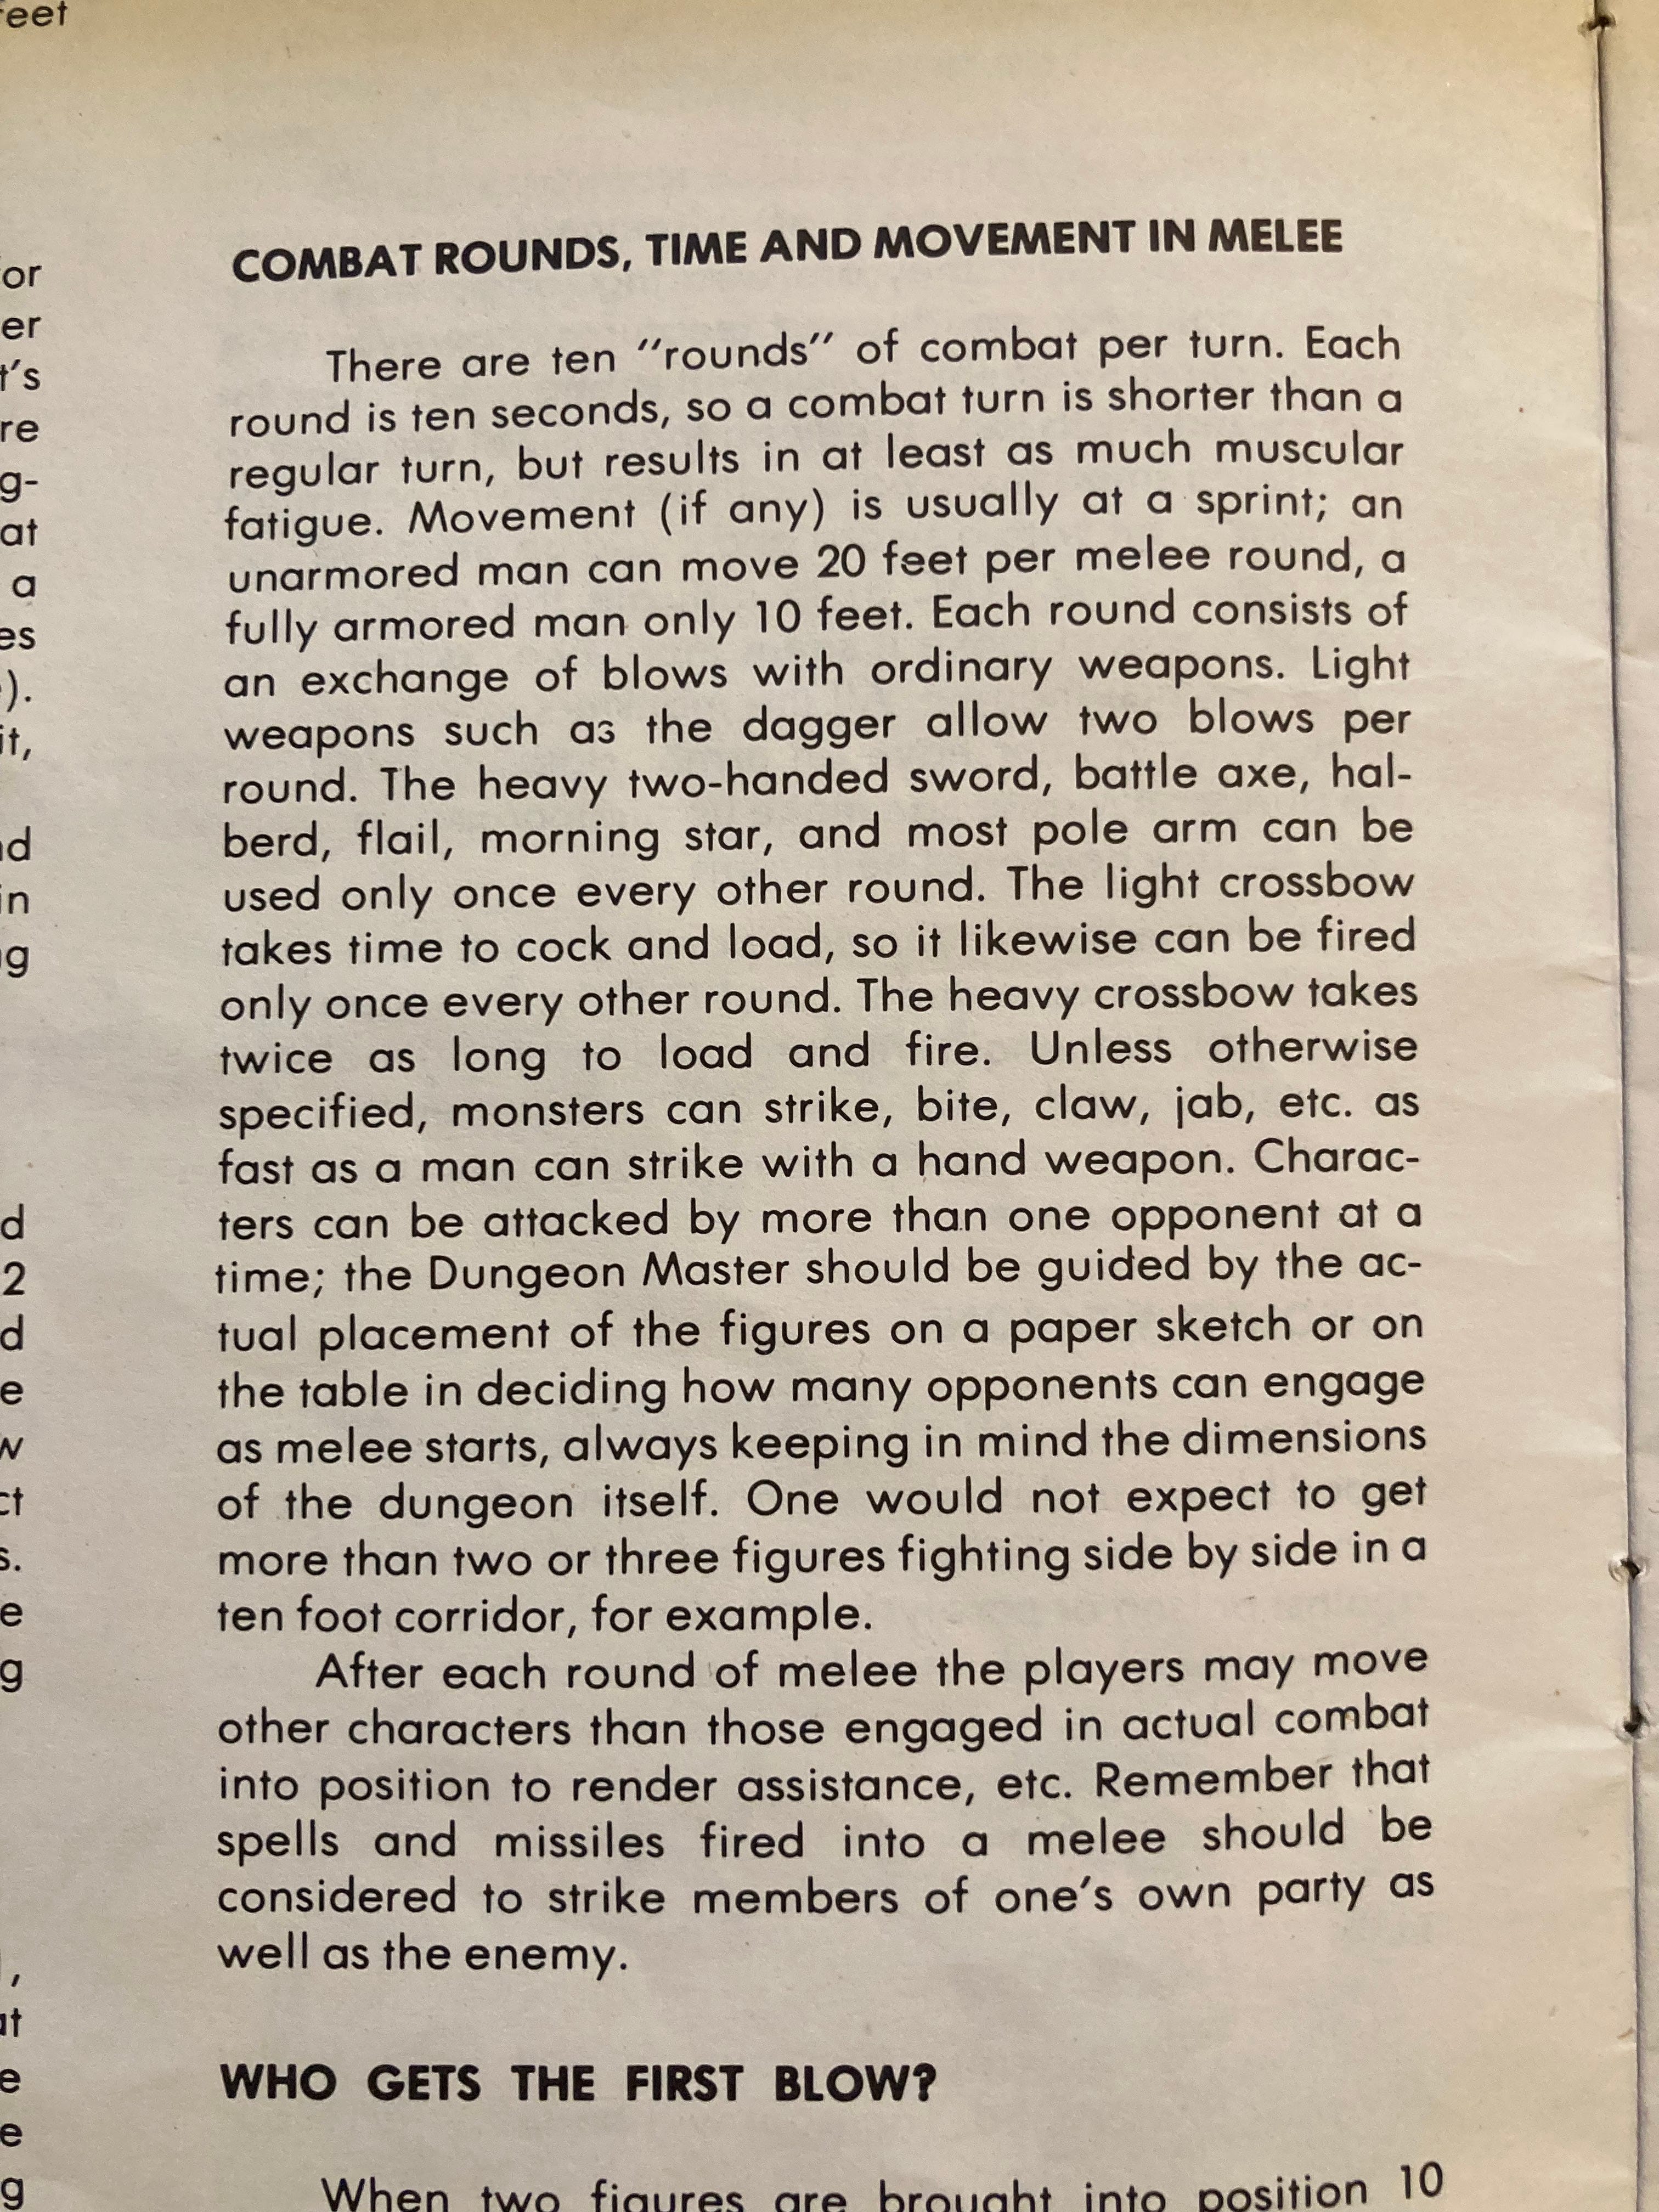 feet
or
er
t's
re
g-
at
a
es
).
it,
nd
in
ng
d
2
d
e
w
ct
s.
e
g
,
at
e
e
g
COMBAT ROUNDS, TIME AND MOVEMENT IN MELEE
There are ten "rounds" of combat per turn. Each
round is ten seconds, so a combat turn is shorter than a
regular turn, but results in at least as much muscular
fatigue. Movement (if any) is usually at a sprint; an
unarmored man can move 20 feet per melee round, a
fully armored man only 10 feet. Each round consists of
an exchange of blows with ordinary weapons. Light
weapons such as the dagger allow two blows per
round. The heavy two-handed sword, battle axe, hal-
berd, flail, morning star, and most pole arm can be
used only once every other round. The light crossbow
takes time to cock and load, so it likewise can be fired
only once every other round. The heavy crossbow takes
twice as long to load and fire. Unless otherwise
specified, monsters can strike, bite, claw, jab, etc. as
fast as a man can strike with a hand weapon. Charac-
ters can be attacked by more than one opponent at a
time; the Dungeon Master should be guided by the ac-
tual placement of the figures on a paper sketch or on
the table in deciding how many opponents can engage
as melee starts, always keeping in mind the dimensions
of the dungeon itself. One would not expect to get
more than two or three figures fighting side by side in a
ten foot corridor, for example.
After each round of melee the players may move
other characters than those engaged in actual combat
into position to render assistance, etc. Remember that
spells and missiles fired into a melee should be
considered to strike members of one's own party as
well as the enemy.
WHO GETS THE FIRST BLOW?
When two figures are brought into position 10